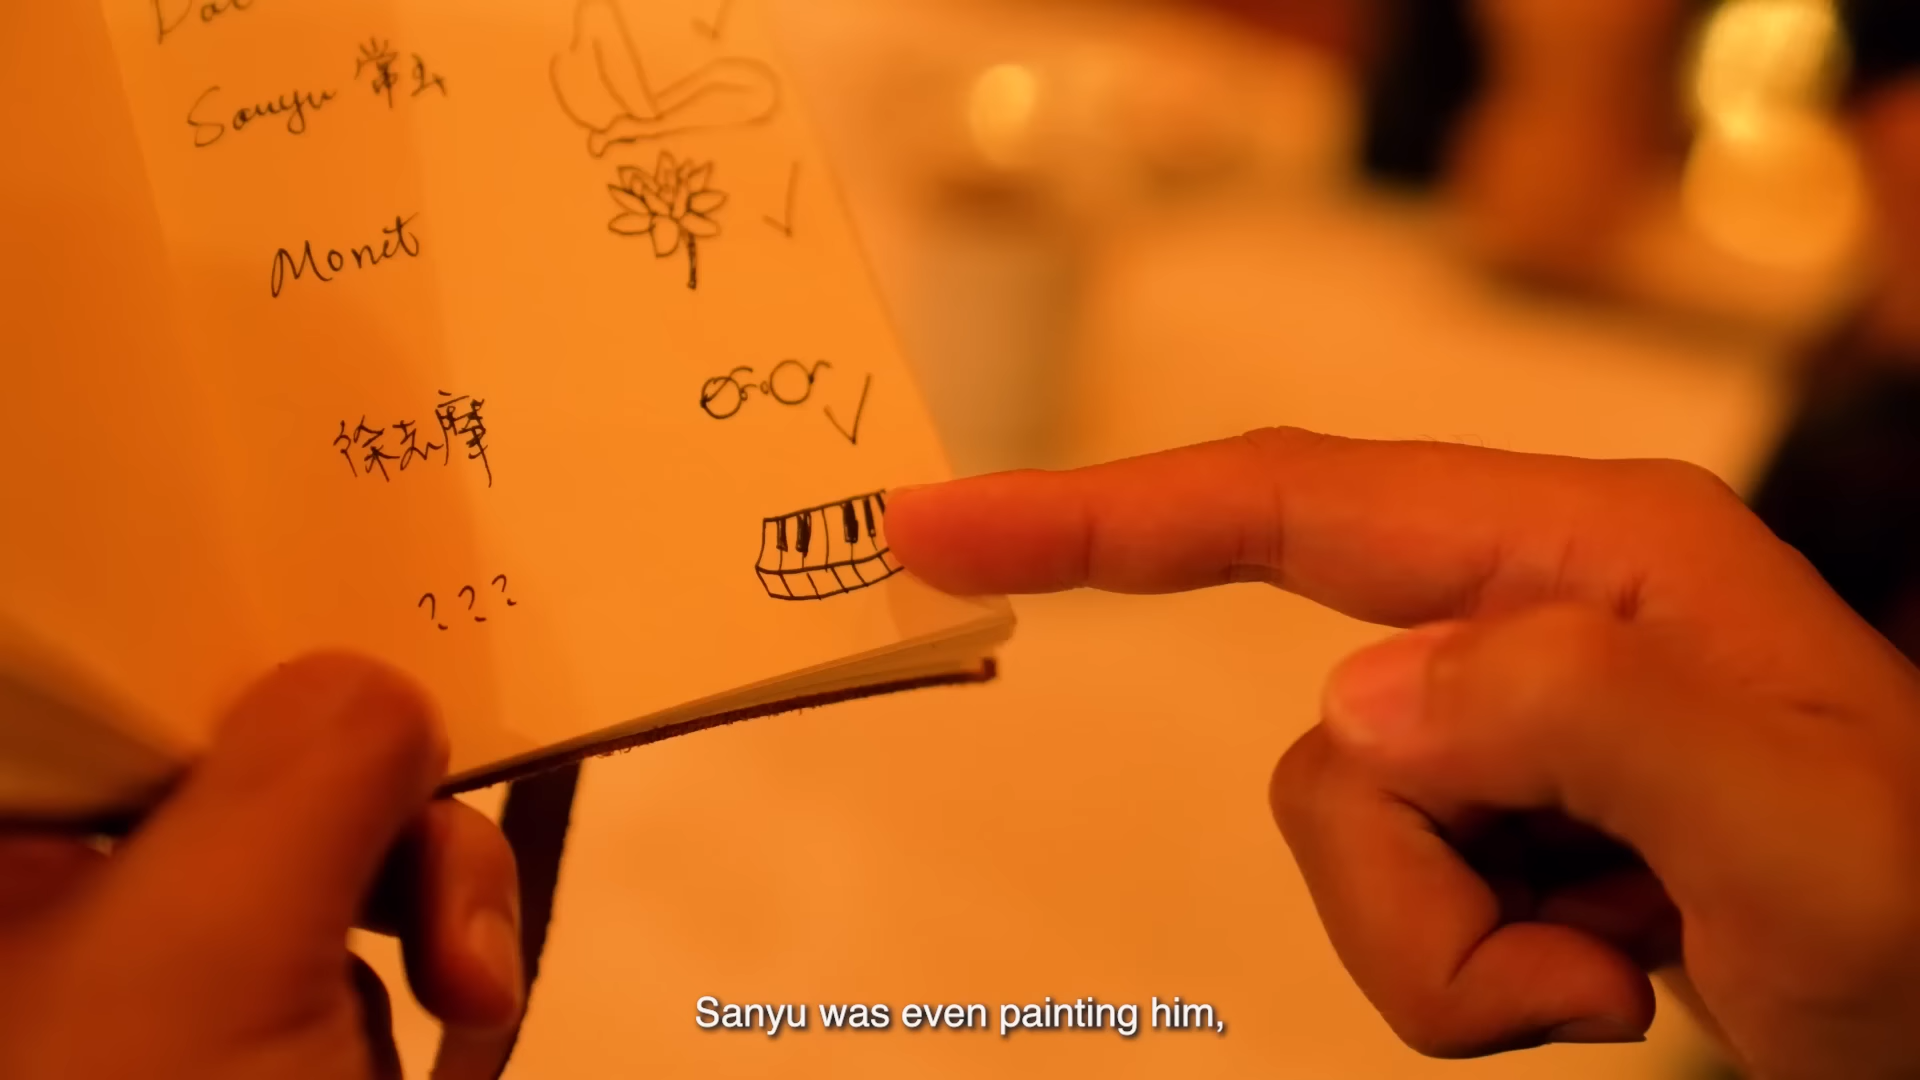 Sanyu 常玉
Monet
徐志摩
???
Sanyu was even painting him,